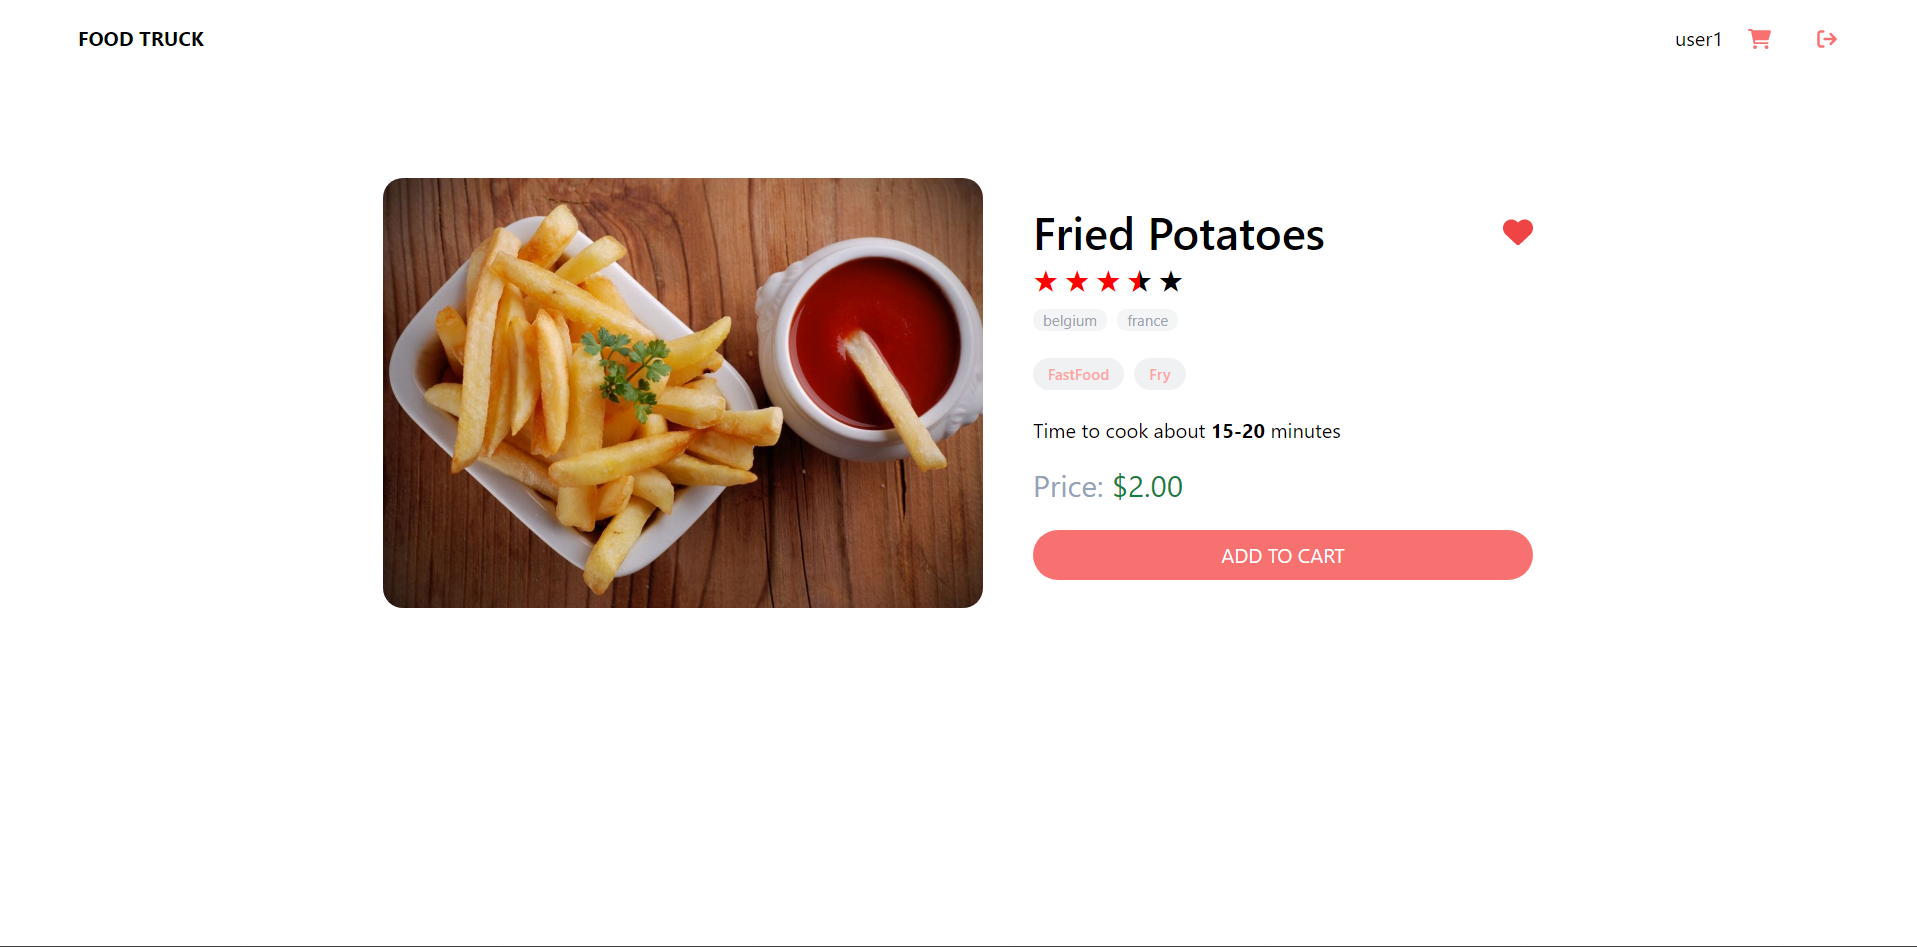 FOOD TRUCK
user1
Fried Potatoes
belgium france
FastFood Fry
Time to cook about 15-20 minutes
Price: $2.00
ADD TO CART